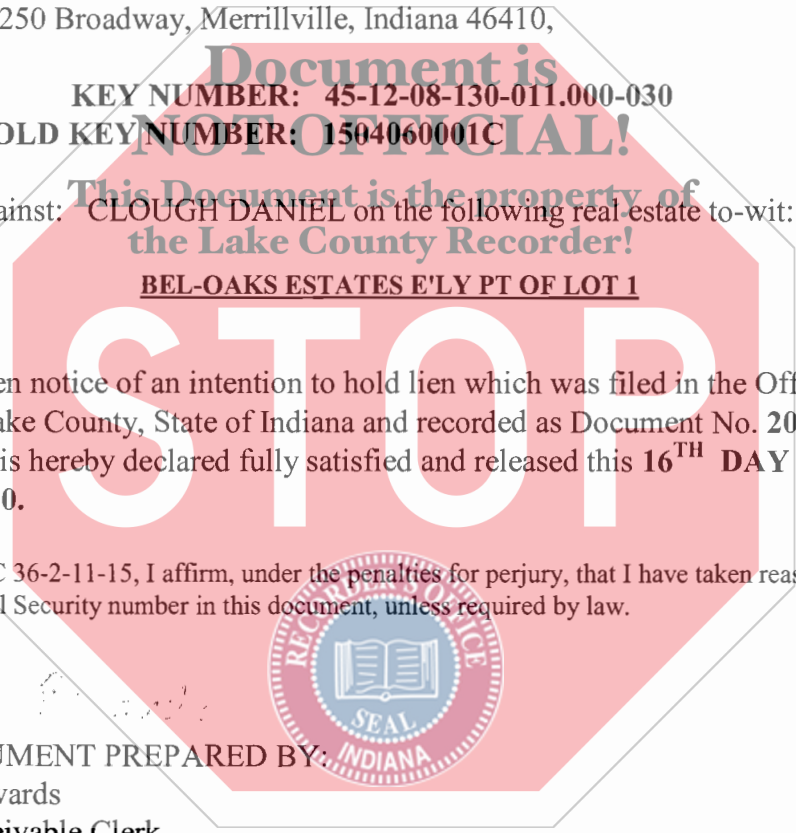 250 Broadway, Merrillville, Indiana 46410,
Document is
KEY NUMBER: 45-12-08-130-011.000-030
NOT OFFICIAL!
OLD KEY NUMBER: 1504060001C
This Document is the property of
ainst: CLOUGH DANIEL on the following real estate to-wit:
the Lake County Recorder!
BEL-OAKS ESTATES E'LY PT OF LOT 1
STOP
en notice of an intention to hold lien which was filed in the Off
ake County, State of Indiana and recorded as Document No. 20
is hereby declared fully satisfied and released this 16TH DAY
0.
C 36-2-11-15, I affirm, under the penalties for perjury, that I have taken reas
l Security number in this document, unless required by law.
RECORDER'S OFFICE
SEAL
INDIANA
UMENT PREPARED BY:
wards
eivable Clerk